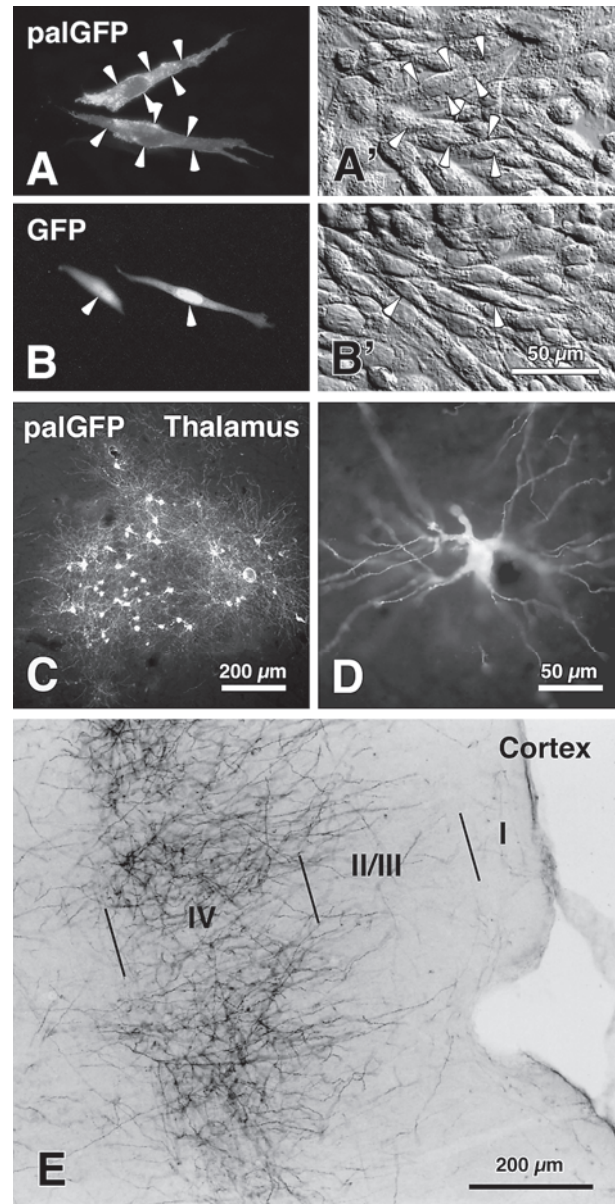 palGFP
A
A'
GFP
B
B'
50 µm
palGFP Thalamus
C
200 µm
D
50 µm
Cortex
I
II/III
IV
E
200 µm